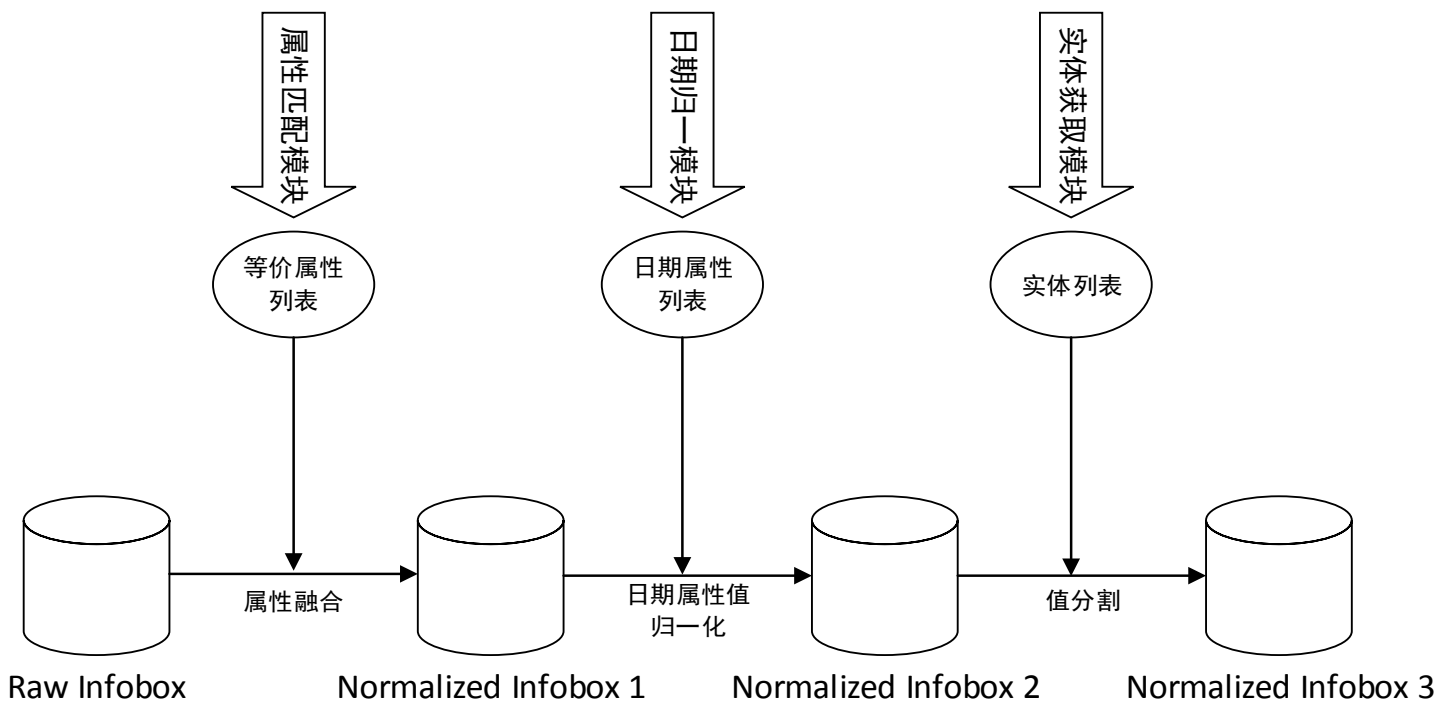 属性匹配模块
日期归一模块
实体获取模块
等价属性
列表
日期属性
列表
实体列表
属性融合
日期属性值
归一化
值分割
Raw Infobox
Normalized Infobox 1
Normalized Infobox 2
Normalized Infobox 3